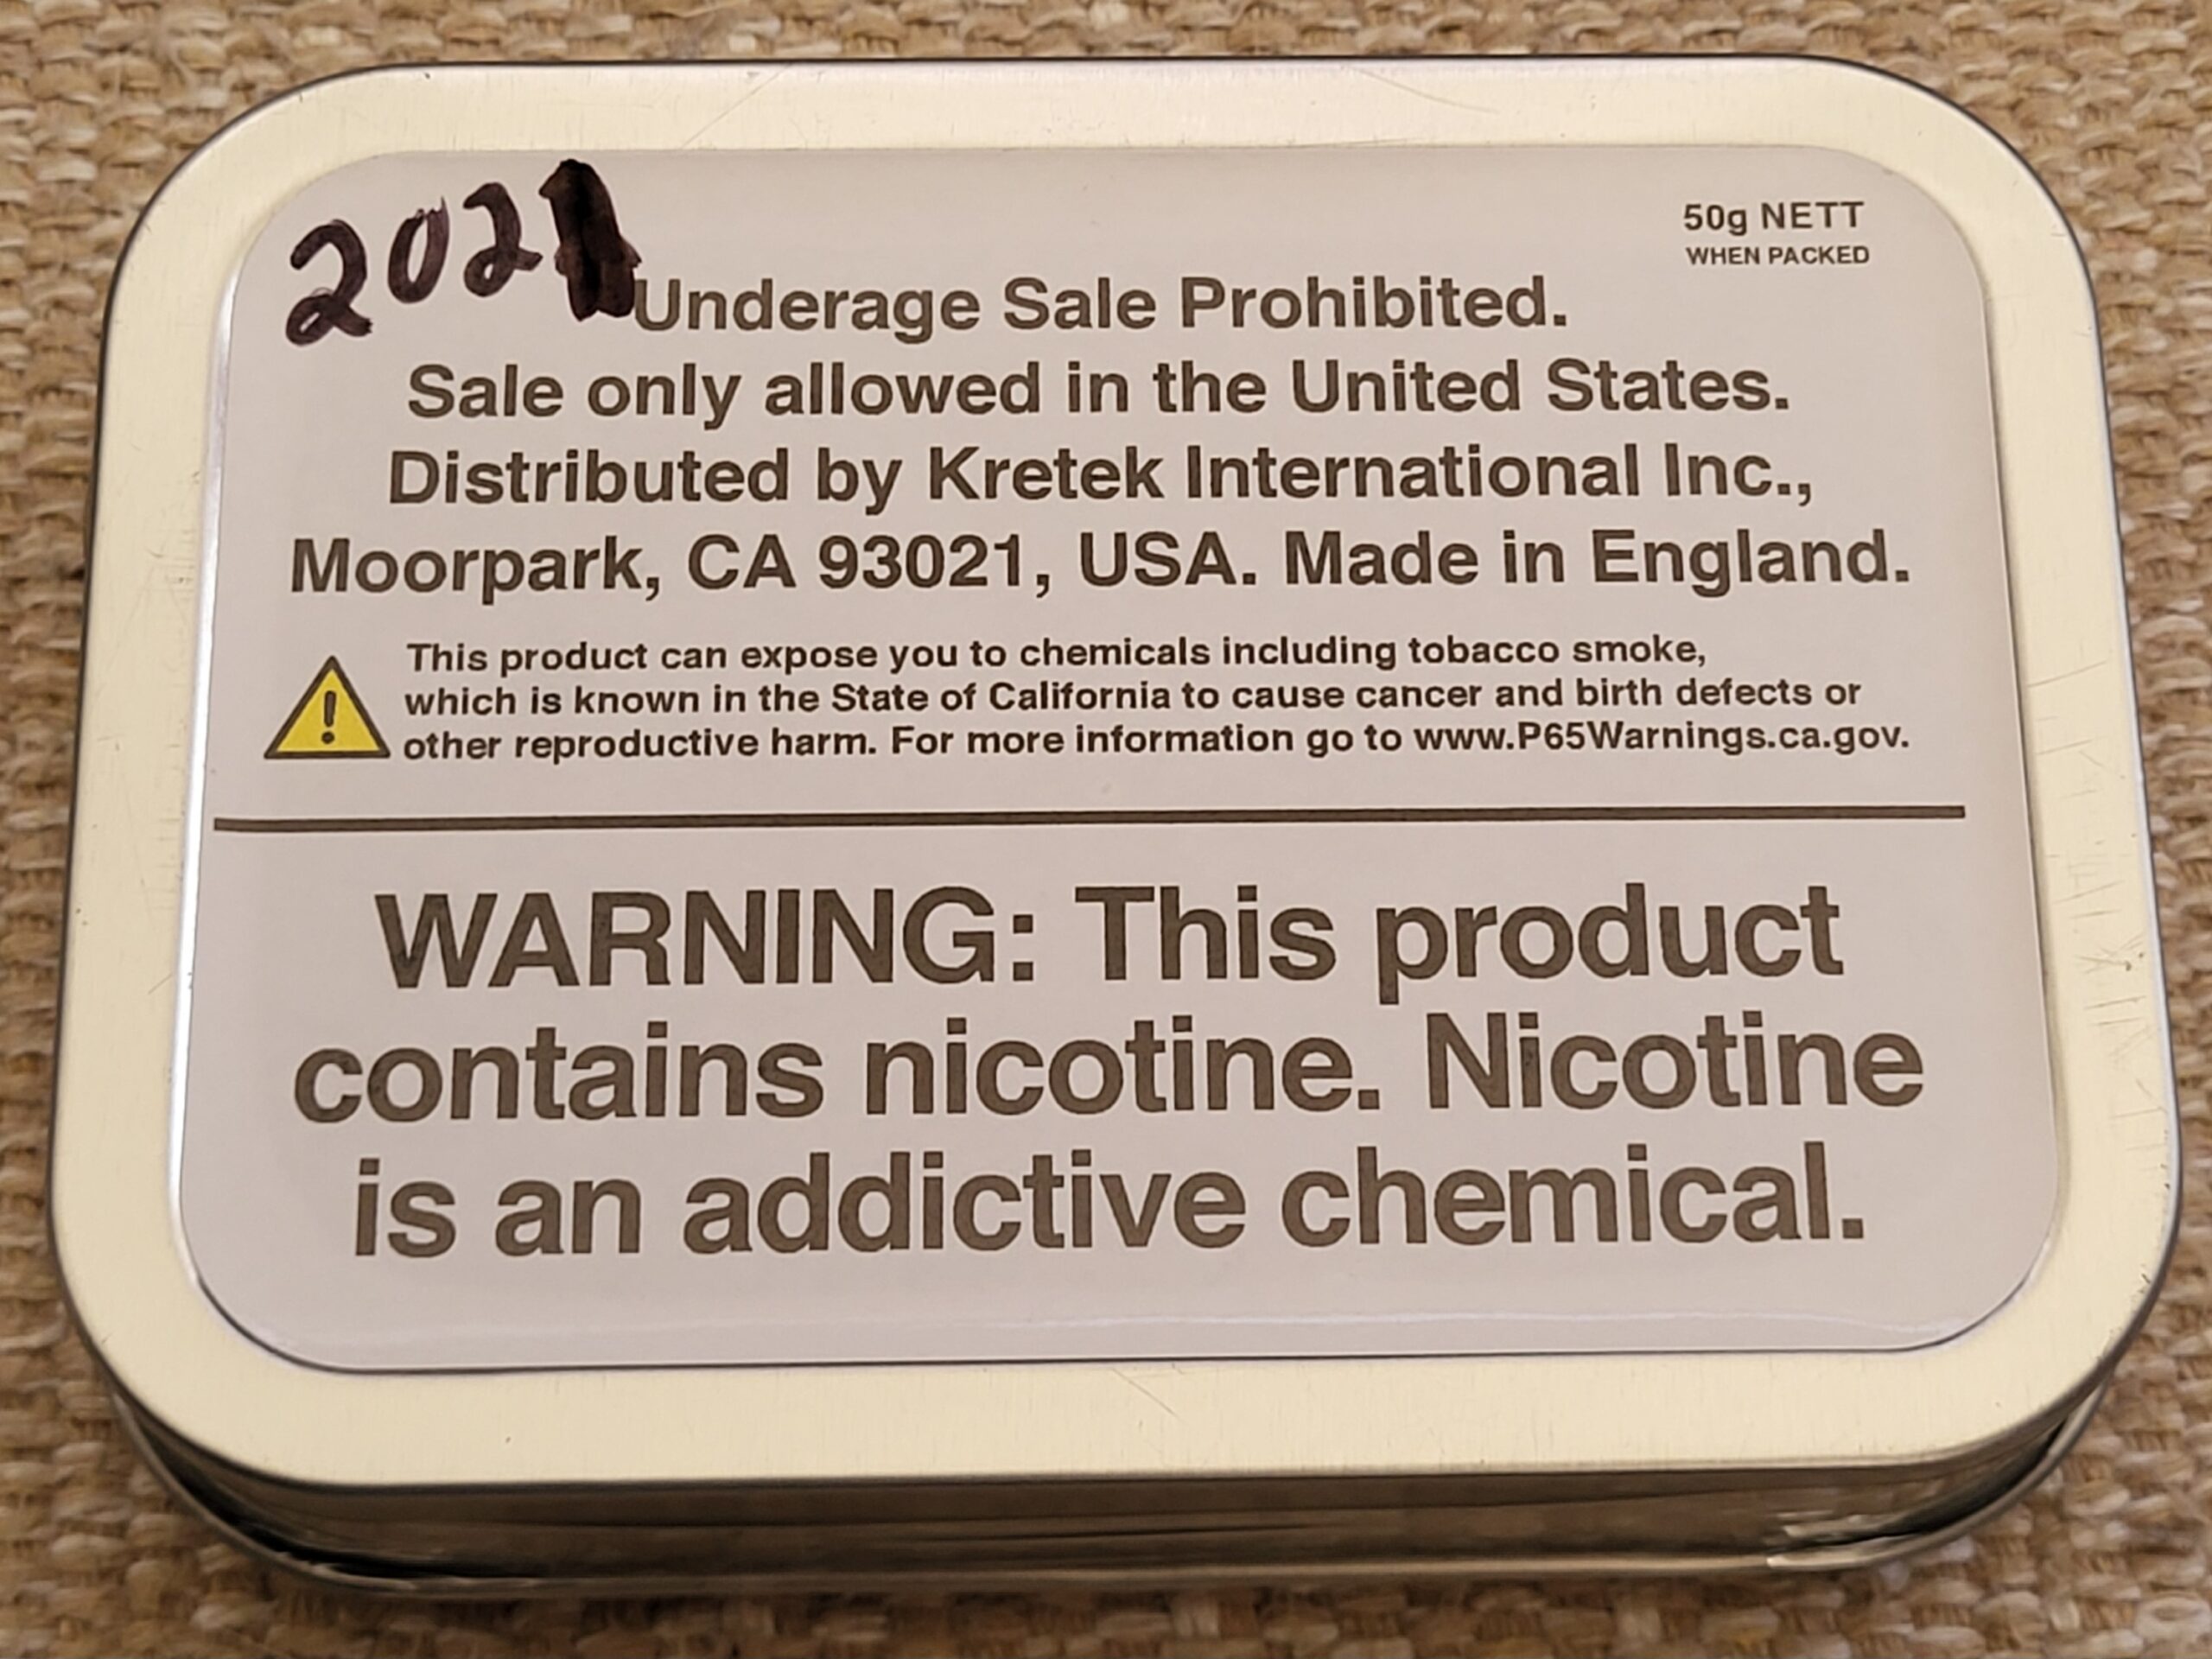 2021
50g NETT
WHEN PACKED
Underage Sale Prohibited.
Sale only allowed in the United States.
Distributed by Kretek International Inc.,
Moorpark, CA 93021, USA. Made in England.
This product can expose you to chemicals including tobacco smoke,
which is known in the State of California to cause cancer and birth defects or
other reproductive harm. For more information go to www.P65Warnings.ca.gov.
WARNING: This product
contains nicotine. Nicotine
is an addictive chemical.